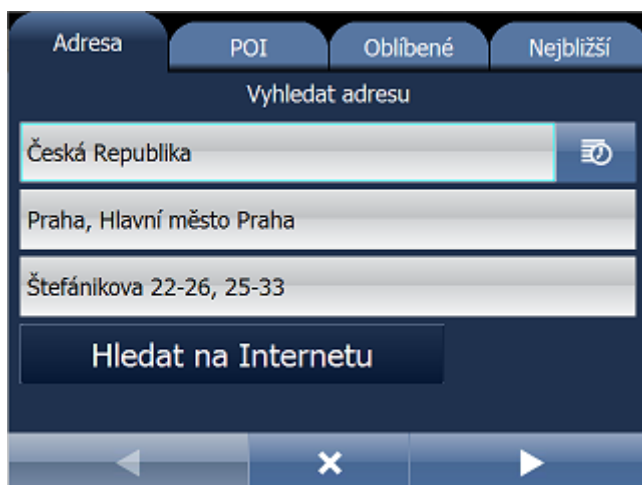 Adresa POI Oblíbené Nejbližší
Vyhledat adresu
Česká Republika
Praha, Hlavní město Praha
Štefánikova 22-26, 25-33
Hledat na Internetu